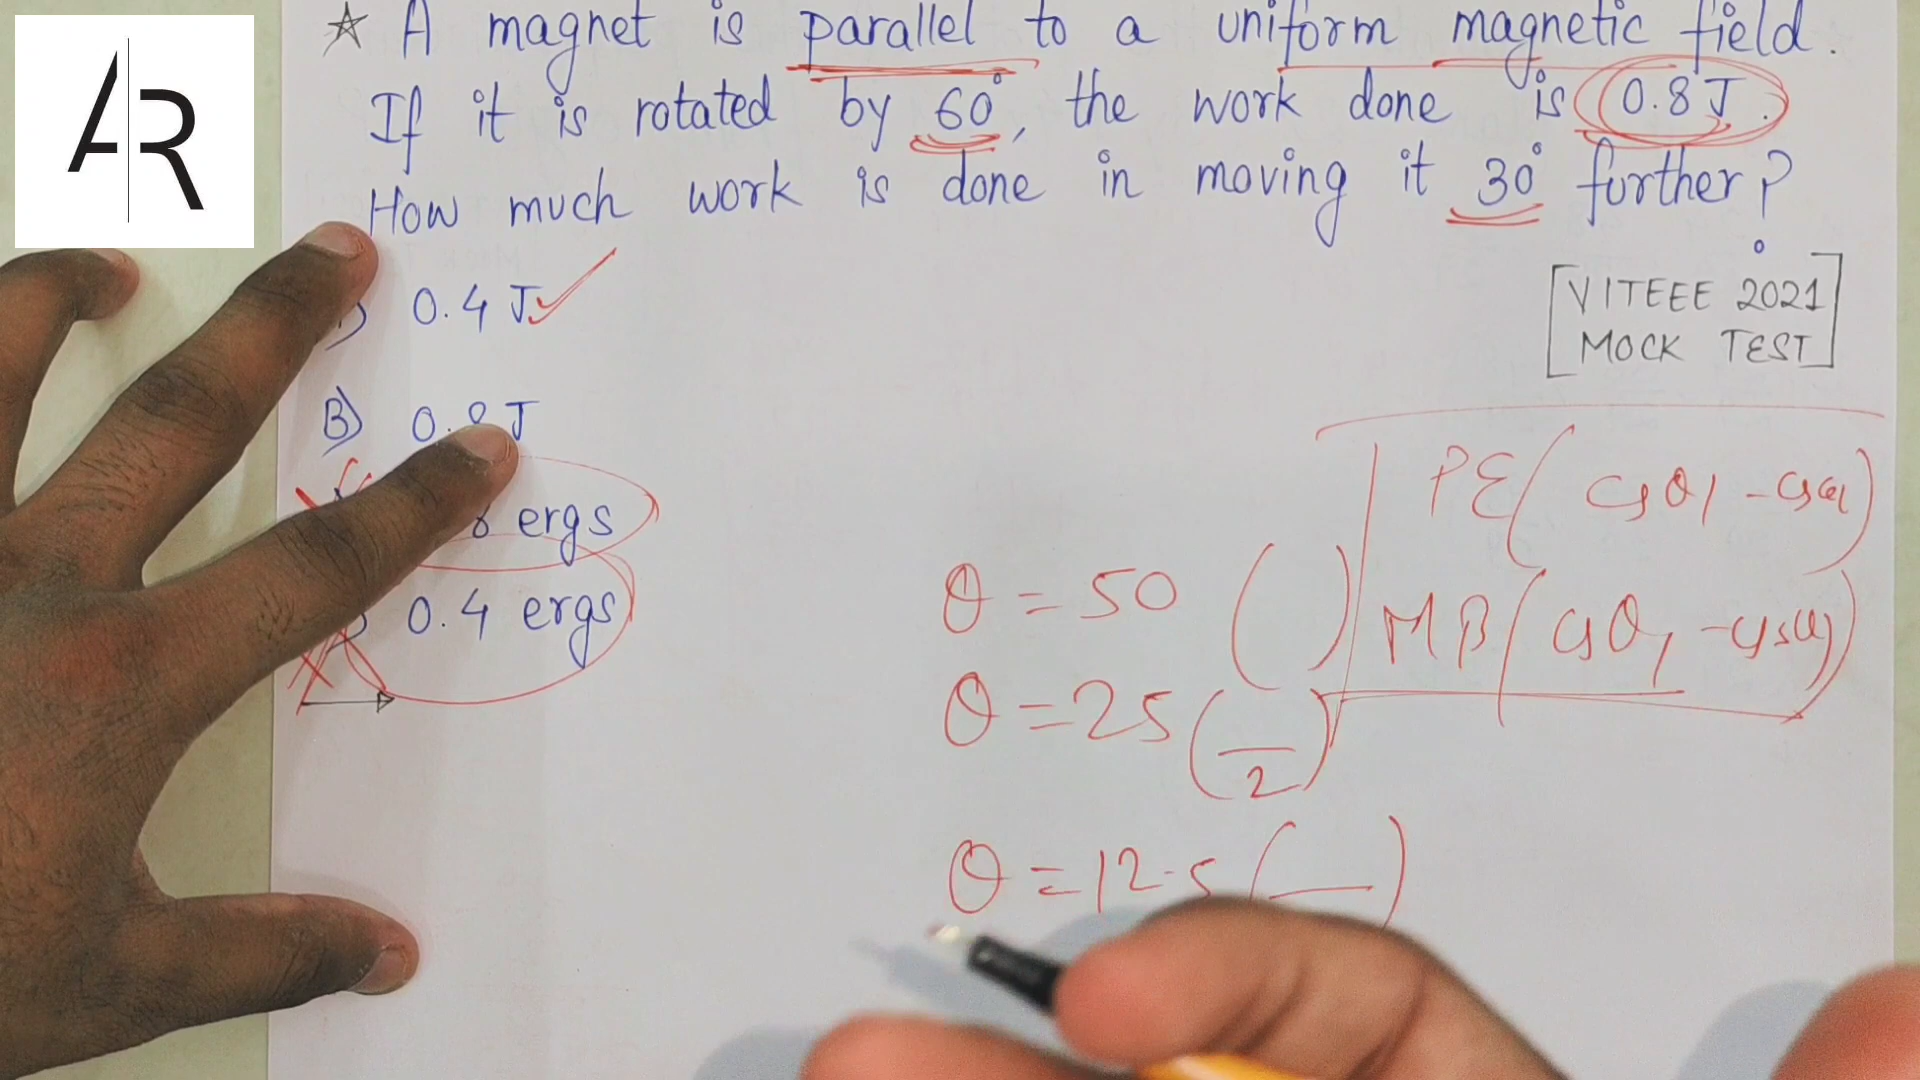 AR
☆ A magnet is parallel to a uniform magnetic field.
If it is rotated by 60°, the work done is 0.8 J.
How much work is done in moving it 30° further?
0.4 J ✓
[VITEEE 2021
MOCK TEST]
B) 0.8 J
ergs
0.4 ergs
θ = 50 ( )
θ = 25 (— 2)
θ = 12.5 (—)
PE(
MB(